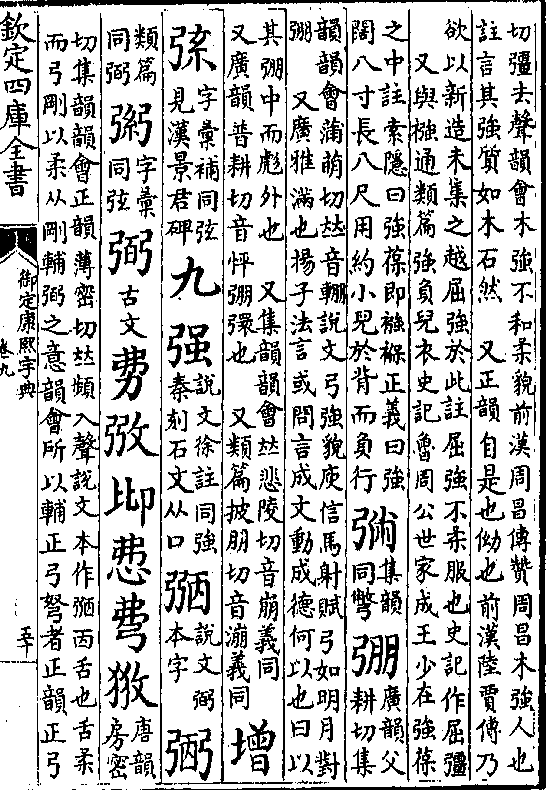 切彊去聲韻會木強不和柔貌前漢周昌傳贊周昌木強人也
註言其強質如木石然 又正韻自是也怮也前漢陸賈傳乃
欲以新造未集之越屈強於此註屈強不柔服也史記作屈彊
又與襁通類篇強負兒衣史記魯周公世家成王少在強葆
之中註索隱曰強葆即襁褓正義曰強
闊八寸長八尺用約小兒於背而負行
集韻
同彆
弸
廣韻父
耕切集
韻韻會蒲萌切𠀤音輣說文弓強貌庾信馬射賦弓如明月對
弸 又廣雅滿也揚子法言或問言成文動成德何以也曰以
其弸中而彪外也 又集韻韻會𠀤悲陵切音崩義同
又廣韻普耕切音怦弸彋也 又類篇披朋切音漰義同
增
字彙補同弦
見漢景君碑
九
强
說文徐註同強
秦刻石文从口
說文弼
本字
弼
類篇
同弼
字彙
同弦
弼
古文
唐韻
房密
切集韻韻會正韻薄密切𠀤頻入聲說文本作㢸㐁舌也舌柔
而弓剛以柔从剛輔弼之意韻會所以輔正弓弩者正韻正弓
欽定四庫全書
御定康熙字典
卷九
五十